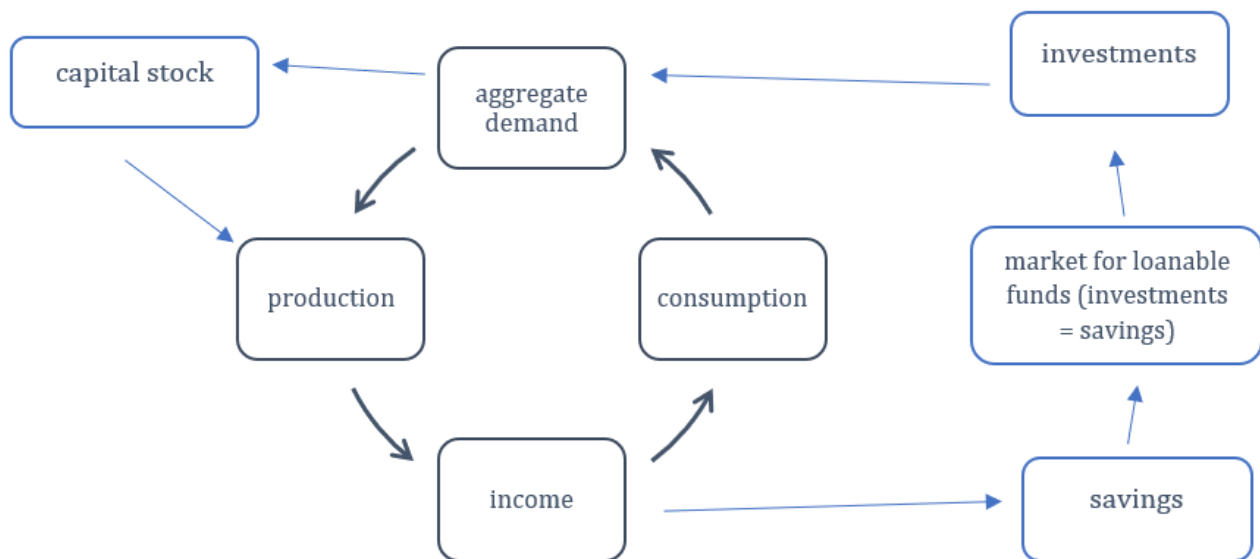 capital stock
aggregate
demand
investments
production
consumption
market for loanable
funds (investments
= savings)
income
savings